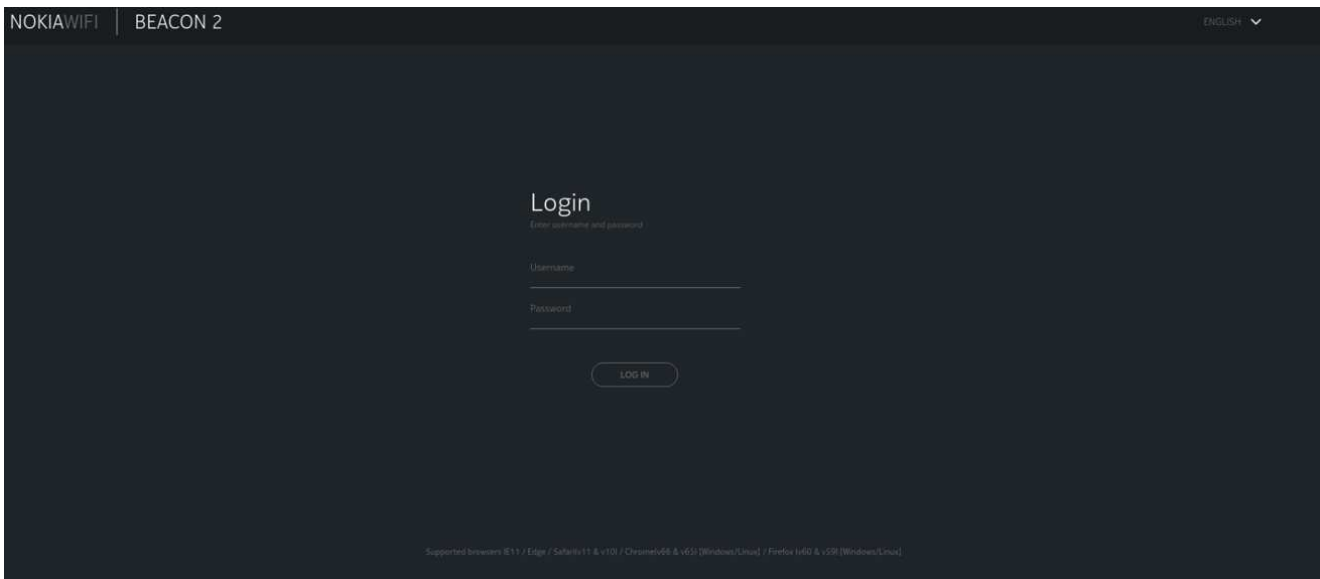 NOKIAWIFI BEACON 2 ENGLISH
Login
Enter username and password
Username
Password
LOG IN
Supported browsers IE11 / Edge / Safari(v11 & v10) / Chrome(v66 & v65) [Windows/Linux] / Firefox (v60 & v59) [Windows/Linux]